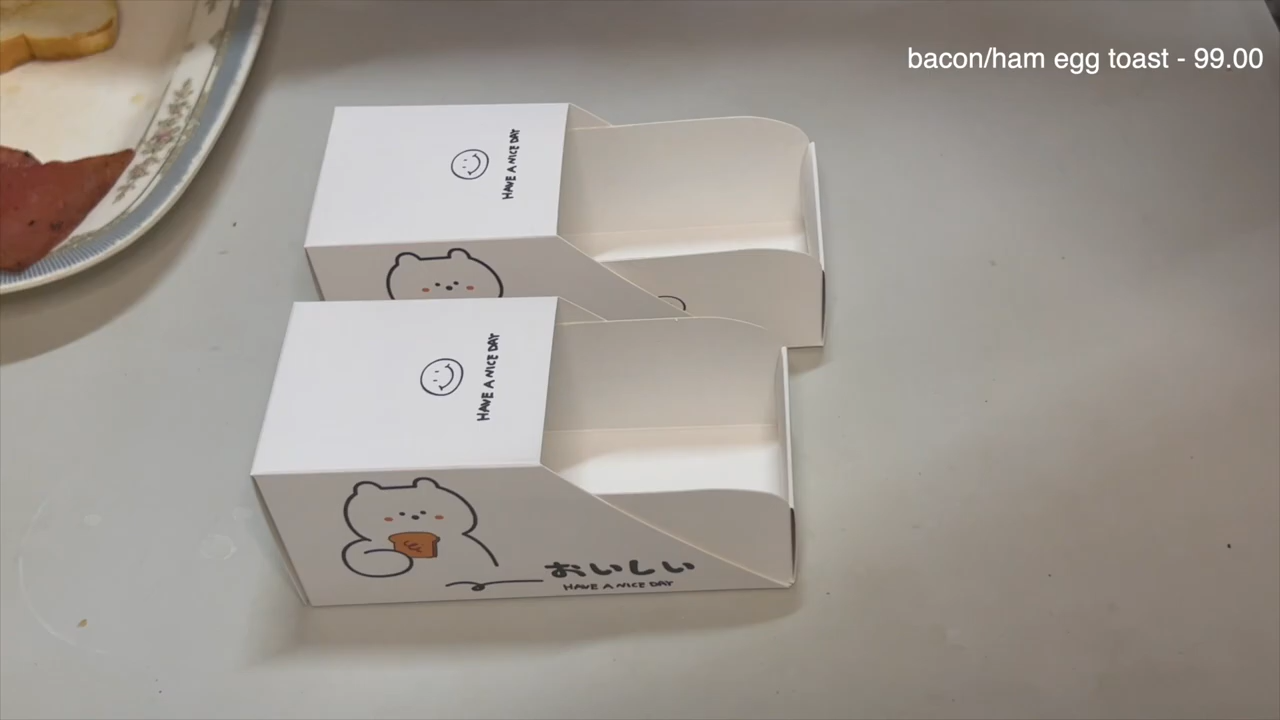 bacon/ham egg toast - 99.00
HAVE A NICE DAY
HAVE A NICE DAY
おいしい
HAVE A NICE DAY